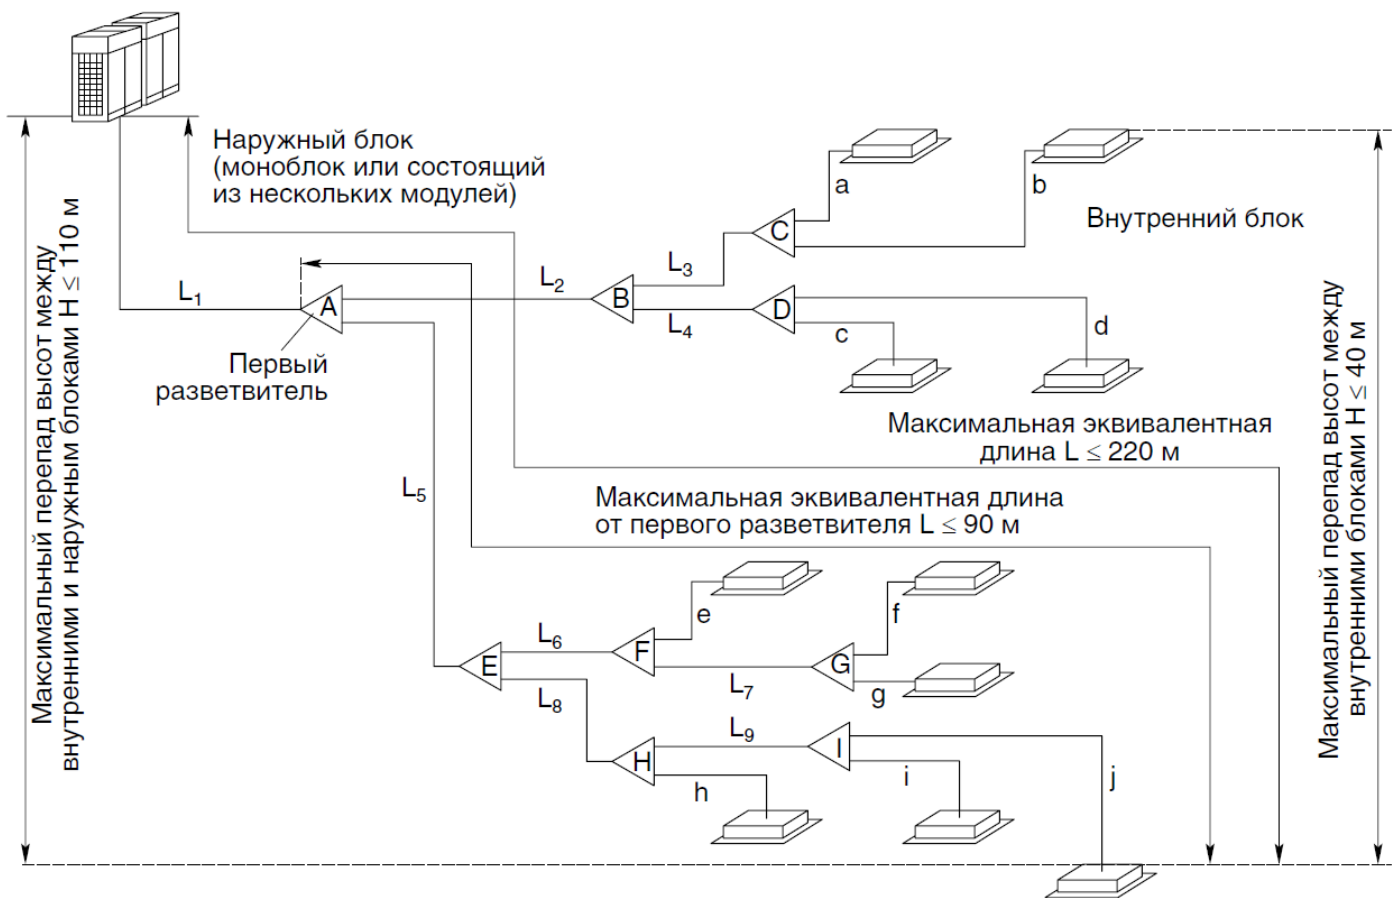 Наружный блок
(моноблок или состоящий
из нескольких модулей)
Максимальный перепад высот между
внутренними и наружным блоками H ≤ 110 м
a
b
C
Внутренний блок
L₁
A
L₂
B
L₃
L₄
D
c
d
Первый
разветвитель
Максимальная эквивалентная
длина L ≤ 220 м
Максимальная эквивалентная длина
от первого разветвителя L ≤ 90 м
Максимальный перепад высот между
внутренними блоками H ≤ 40 м
L₅
e
f
L₆
F
E
G
L₇
g
L₈
L₉
H
I
h
i
j